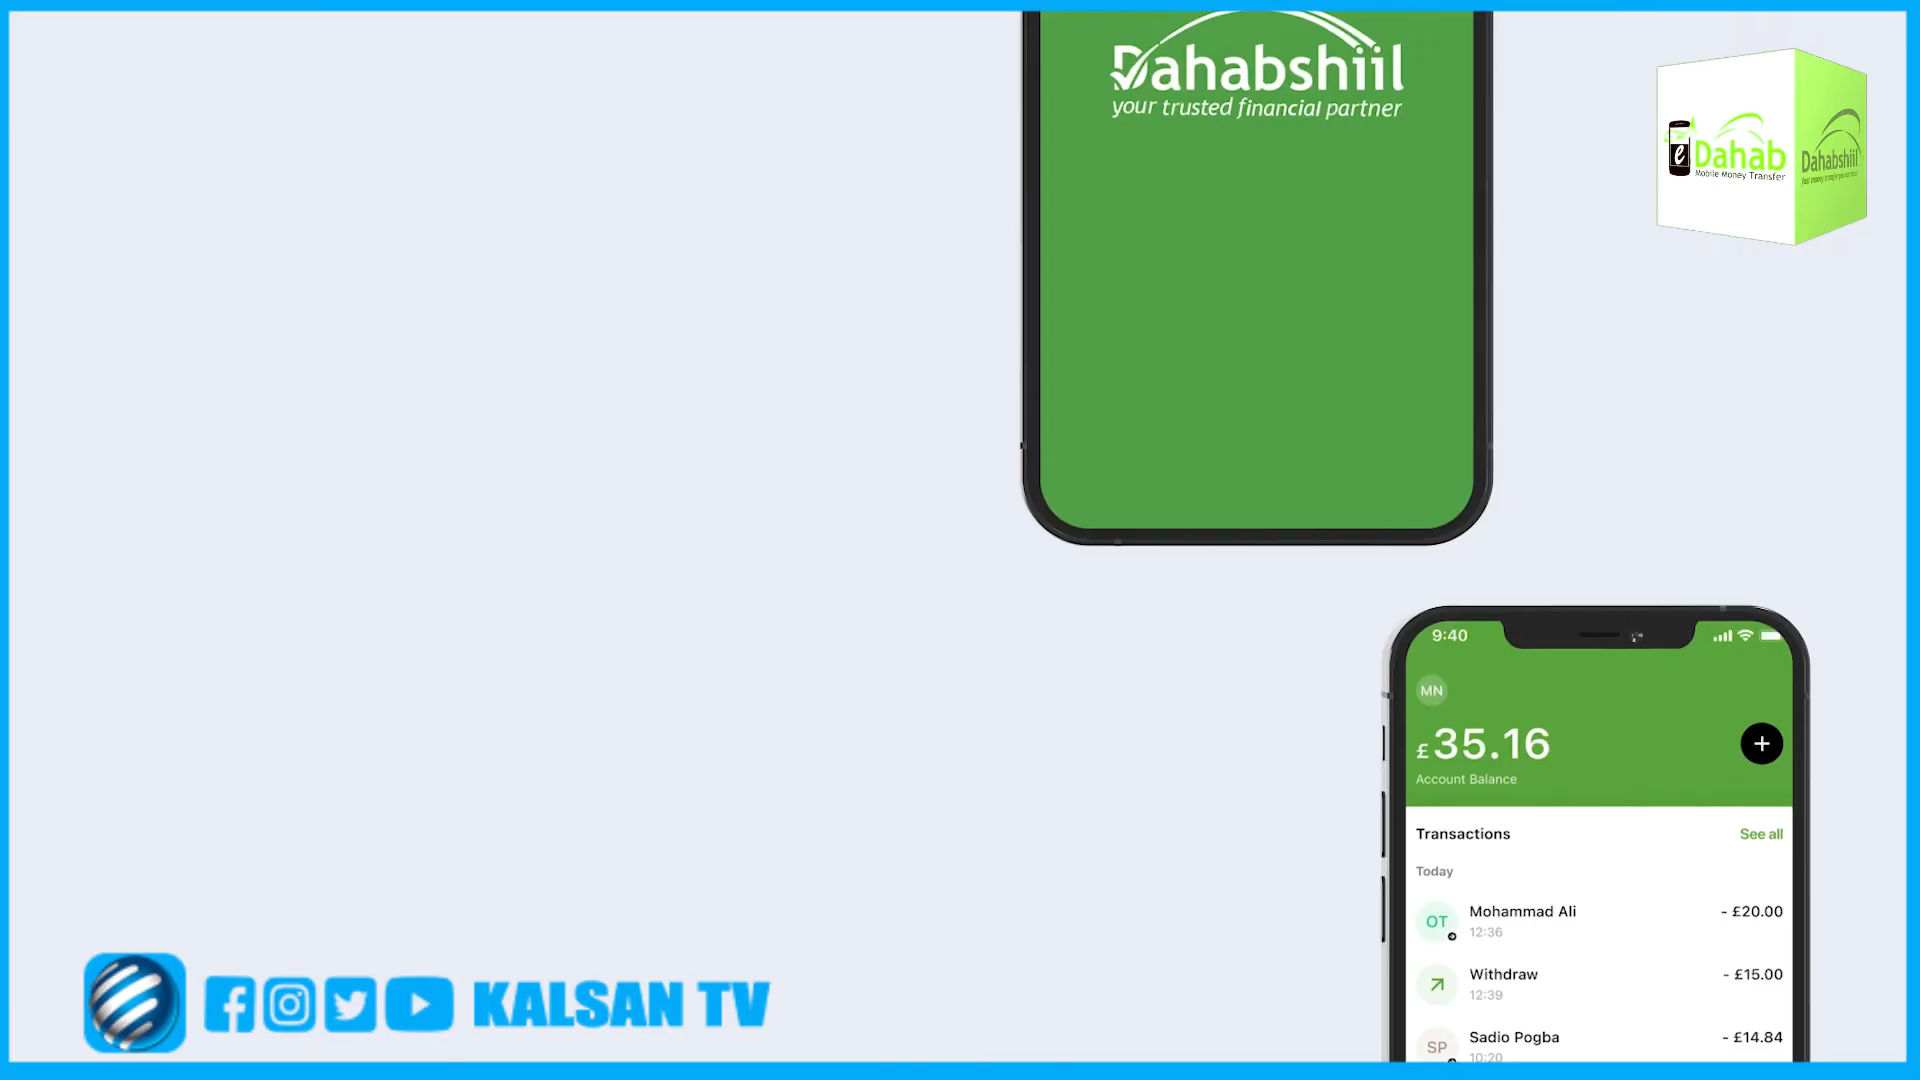 Dahabshiil
your trusted financial partner
e Dahab
Mobile Money Transfer
Dahabshiil
9:40
MN
£35.16
Account Balance
+
Transactions
See all
Today
OT
Mohammad Ali
- £20.00
12:36
Withdraw
- £15.00
12:39
SP
Sadio Pogba
- £14.84
10:20
KALSAN TV